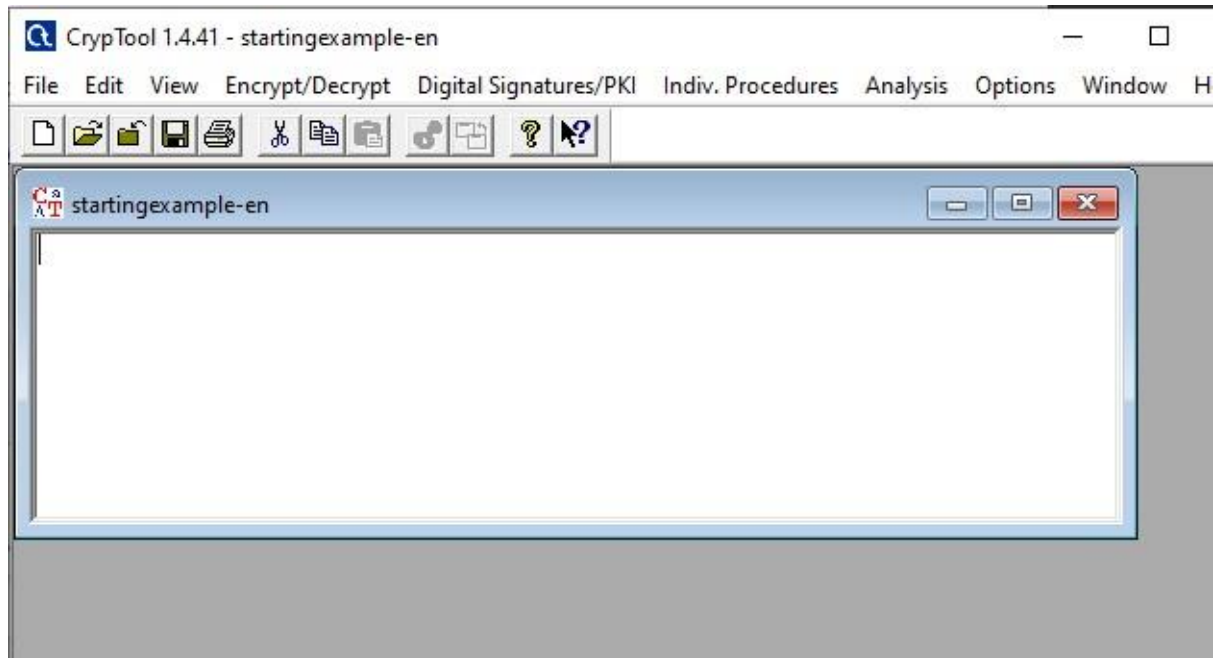 CrypTool 1.4.41 - startingexample-en
File Edit View Encrypt/Decrypt Digital Signatures/PKI Indiv. Procedures Analysis Options Window H
startingexample-en